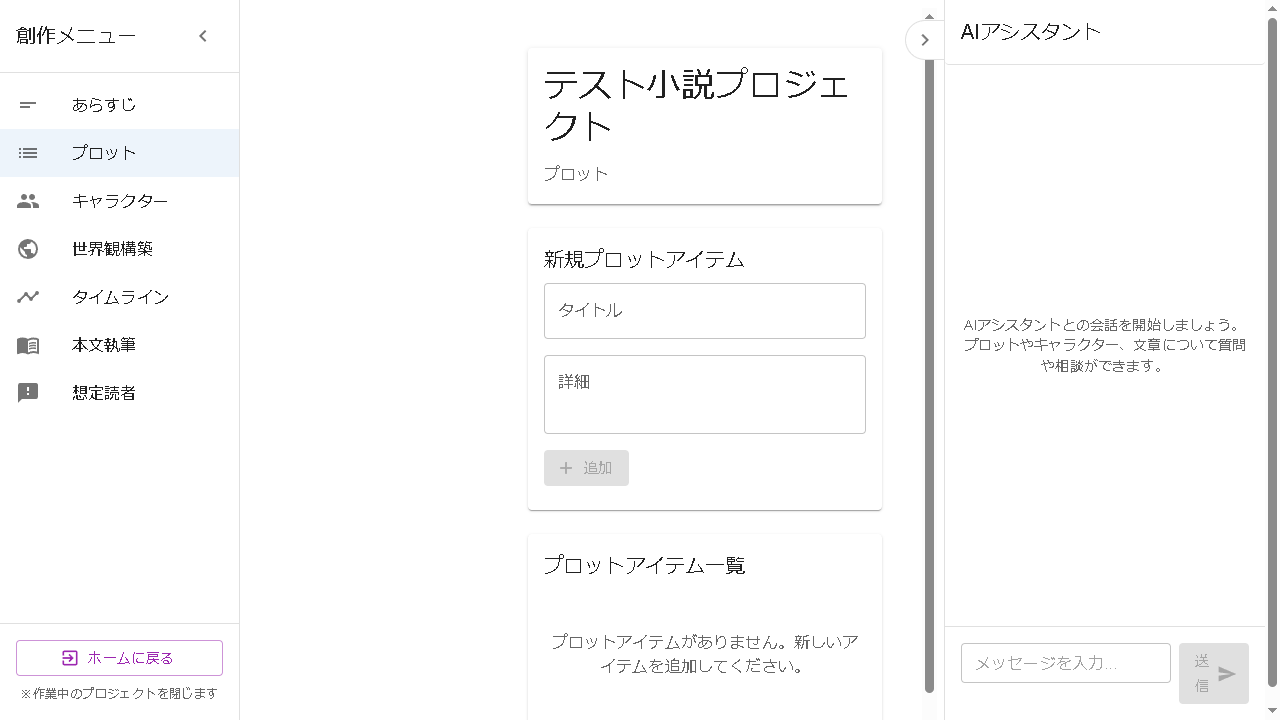 創作メニュー
あらすじ
プロット
キャラクター
世界観構築
タイムライン
本文執筆
想定読者
ホームに戻る
※作業中のプロジェクトを閉じます
テスト小説プロジェ
クト
プロット
新規プロットアイテム
タイトル
詳細
追加
プロットアイテム一覧
プロットアイテムがありません。新しいア
イテムを追加してください。
AIアシスタント
AIアシスタントとの会話を開始しましょう。
プロットやキャラクター、文章について質問
や相談ができます。
メッセージを入力...
送
信